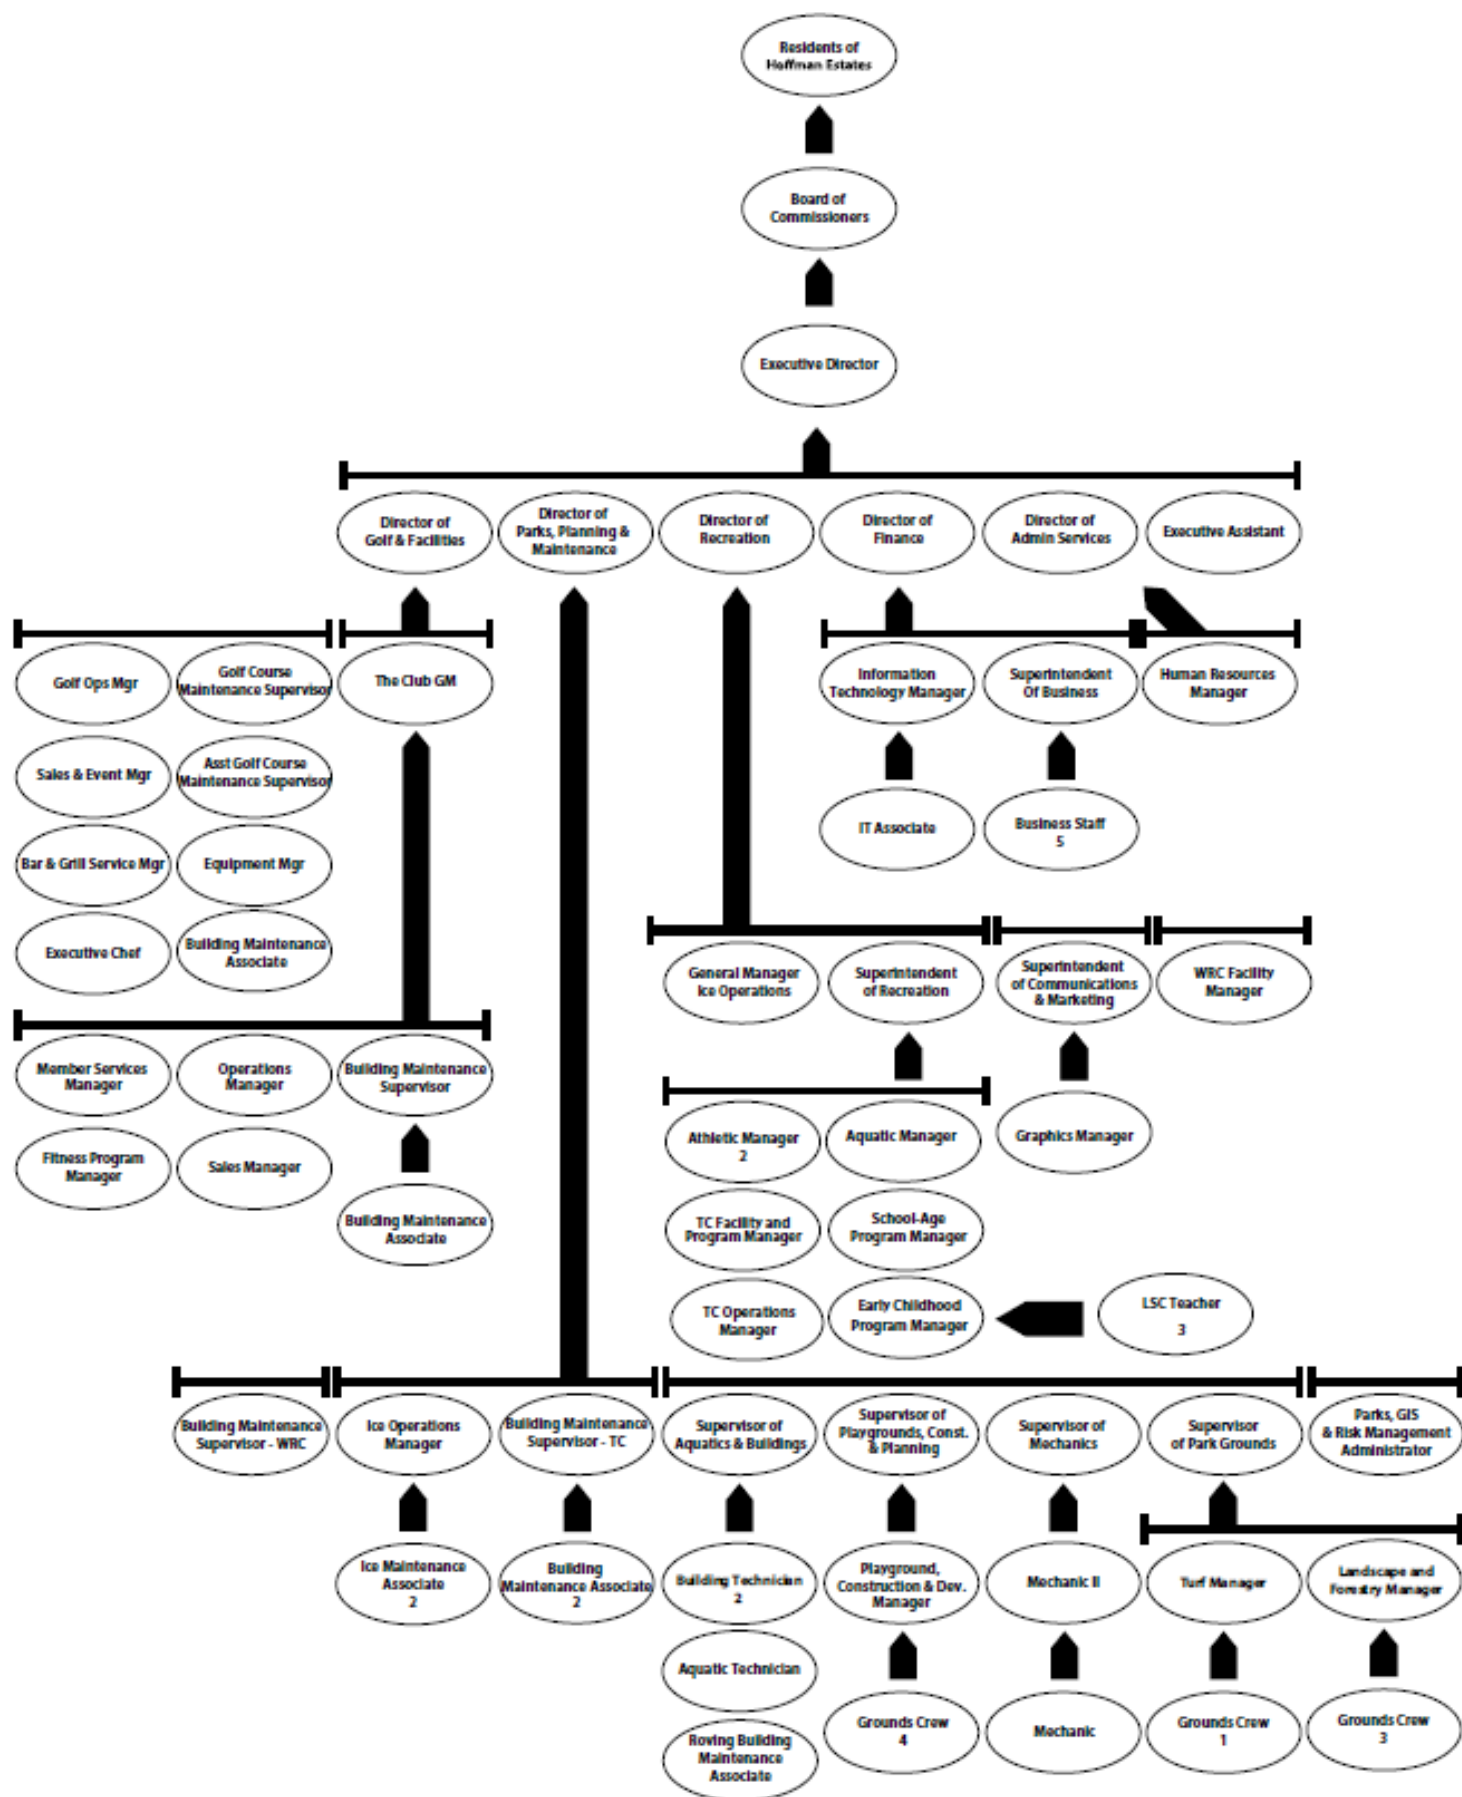 Residents of
Hoffman Estates
Board of
Commissioners
Executive Director
Director of
Golf & Facilities
Director of
Parks, Planning &
Maintenance
Director of
Recreation
Director of
Finance
Director of
Admin Services
Executive Assistant
Golf Ops Mgr
Golf Course
Maintenance Supervisor
The Club GM
Information
Technology Manager
Superintendent
Of Business
Human Resources
Manager
Sales & Event Mgr
Asst Golf Course
Maintenance Supervisor
IT Associate
Business Staff
5
Bar & Grill Service Mgr
Equipment Mgr
Executive Chef
Building Maintenance
Associate
General Manager
Ice Operations
Superintendent
of Recreation
Superintendent
of Communications
& Marketing
WRC Facility
Manager
Member Services
Manager
Operations
Manager
Building Maintenance
Supervisor
Athletic Manager
2
Aquatic Manager
Graphics Manager
Fitness Program
Manager
Sales Manager
Building Maintenance
Associate
TC Facility and
Program Manager
School-Age
Program Manager
TC Operations
Manager
Early Childhood
Program Manager
LSC Teacher
3
Building Maintenance
Supervisor - WRC
Ice Operations
Manager
Building Maintenance
Supervisor - TC
Supervisor of
Aquatics & Buildings
Supervisor of
Playgrounds, Const.
& Planning
Supervisor of
Mechanics
Supervisor
of Park Grounds
Parks, GIS
& Risk Management
Administrator
Ice Maintenance
Associate
2
Building
Maintenance Associate
2
Building Technician
2
Playground,
Construction & Dev.
Manager
Mechanic II
Turf Manager
Landscape and
Forestry Manager
Aquatic Technician
Roving Building
Maintenance
Associate
Grounds Crew
4
Mechanic
Grounds Crew
1
Grounds Crew
3